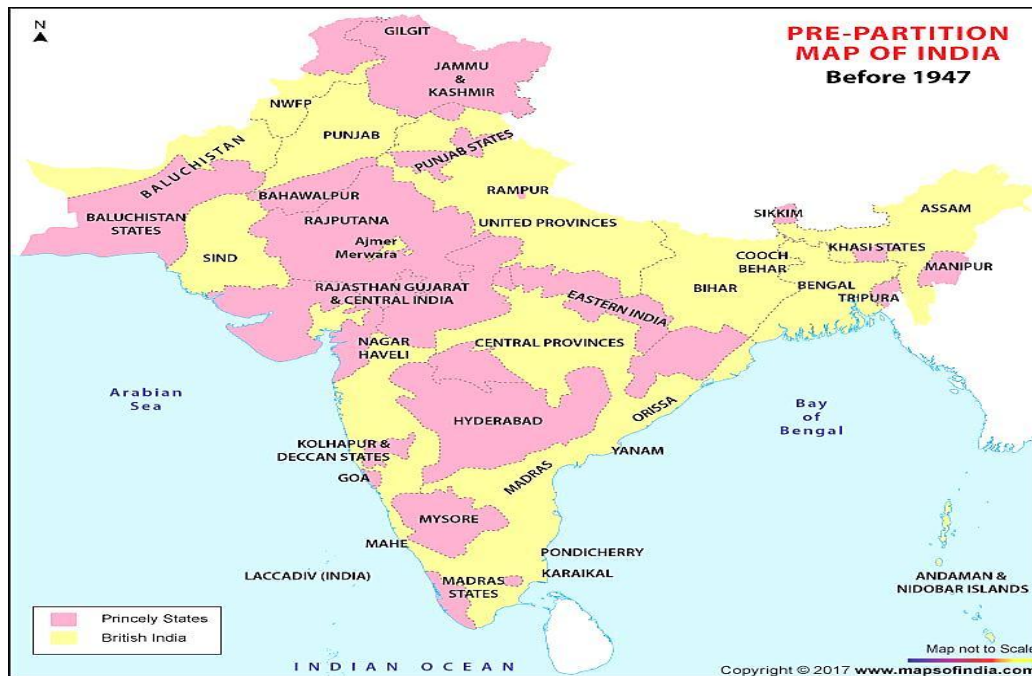 N
PRE-PARTITION
MAP OF INDIA
Before 1947
GILGIT
JAMMU
&
KASHMIR
NWFP
PUNJAB
BALUCHISTAN
PUNJAB STATES
BAHAWALPUR
RAMPUR
BALUCHISTAN
STATES
RAJPUTANA
UNITED PROVINCES
SIKKIM
ASSAM
Ajmer
Merwara
SIND
COOCH
BEHAR
KHASI STATES
MANIPUR
RAJASTHAN GUJARAT
& CENTRAL INDIA
EASTERN INDIA
BIHAR
BENGAL
TRIPURA
NAGAR
HAVELI
CENTRAL PROVINCES
Arabian
Sea
HYDERABAD
ORISSA
Bay
of
Bengal
KOLHAPUR &
DECCAN STATES
YANAM
GOA
MADRAS
MYSORE
MAHE
PONDICHERRY
LACCADIV (INDIA)
MADRAS
STATES
KARAIKAL
ANDAMAN &
NIDOBAR ISLANDS
Princely States
British India
INDIAN OCEAN
Map not to Scale
Copyright © 2017 www.mapsofindia.com